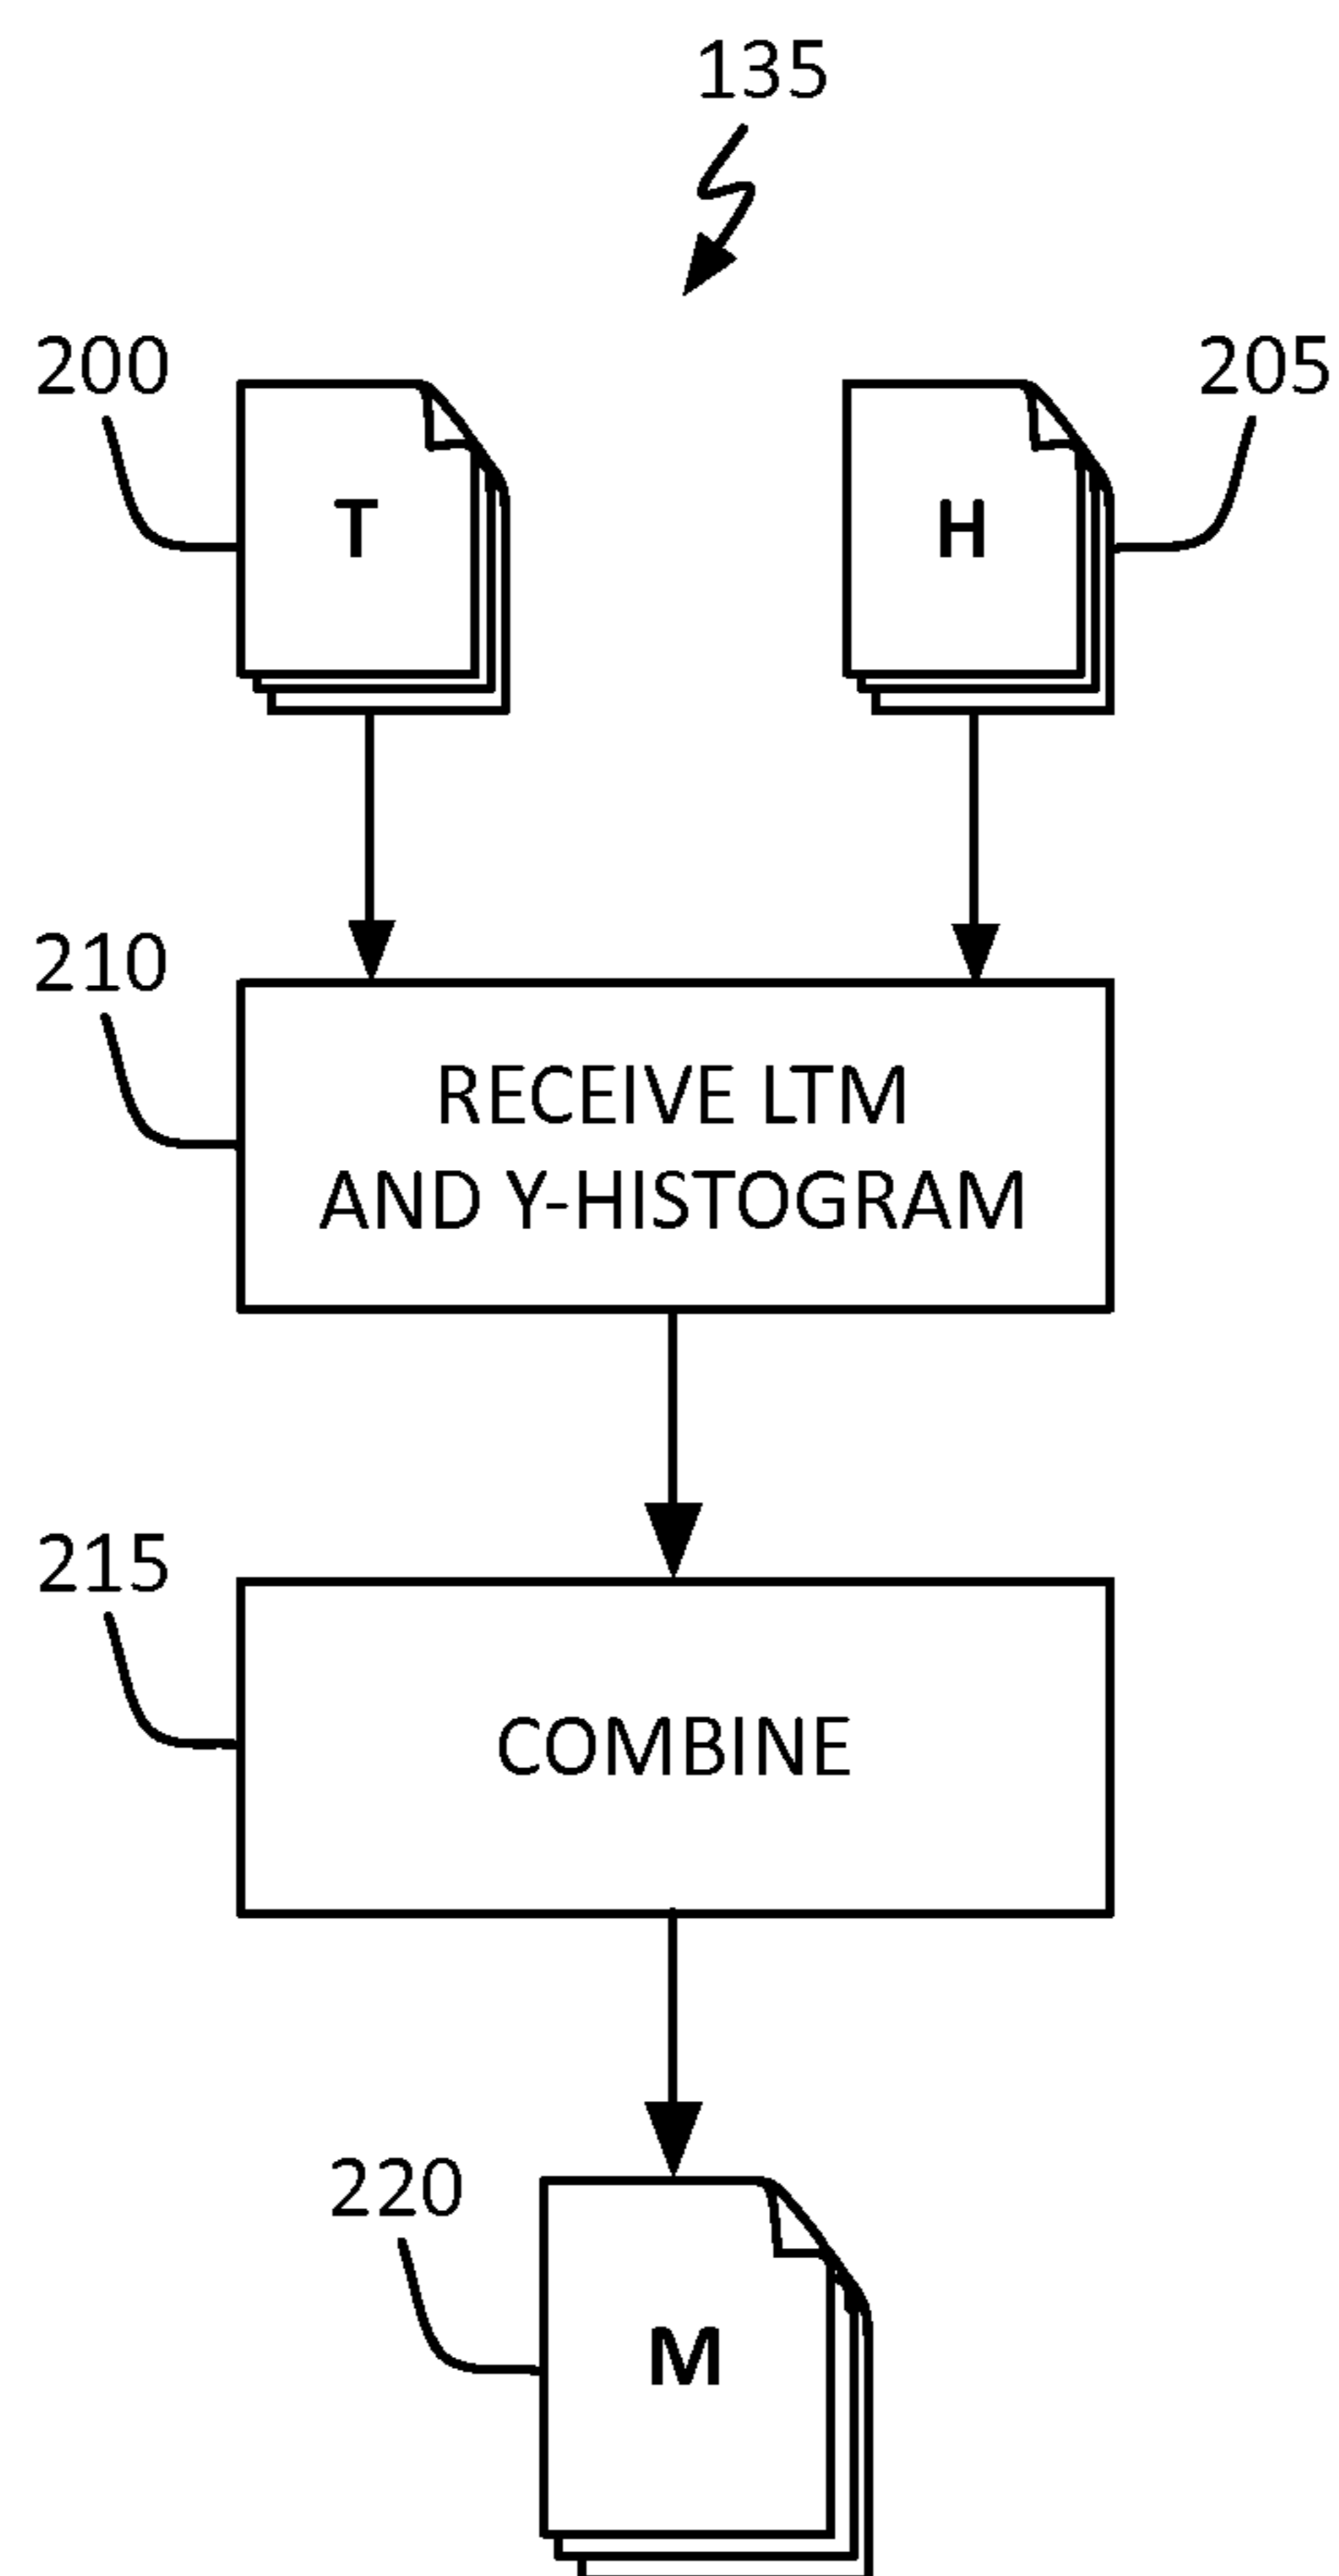 135
200
205
T
H
210
RECEIVE LTM
AND Y-HISTOGRAM
215
COMBINE
220
M